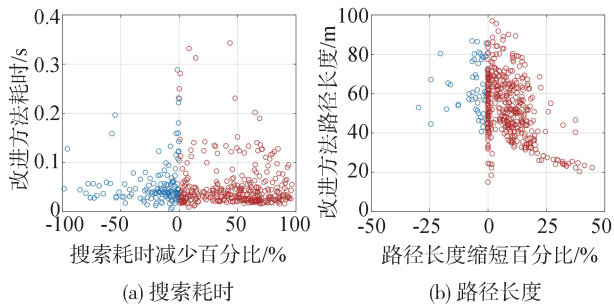 改进方法耗时/s
0.4
0.3
0.2
0.1
0
-100 -50 0 50 100
搜索耗时减少百分比/%
(a) 搜索耗时
改进方法路径长度/m
100
80
60
40
20
0
-50 -25 0 25 50
路径长度缩短百分比/%
(b) 路径长度